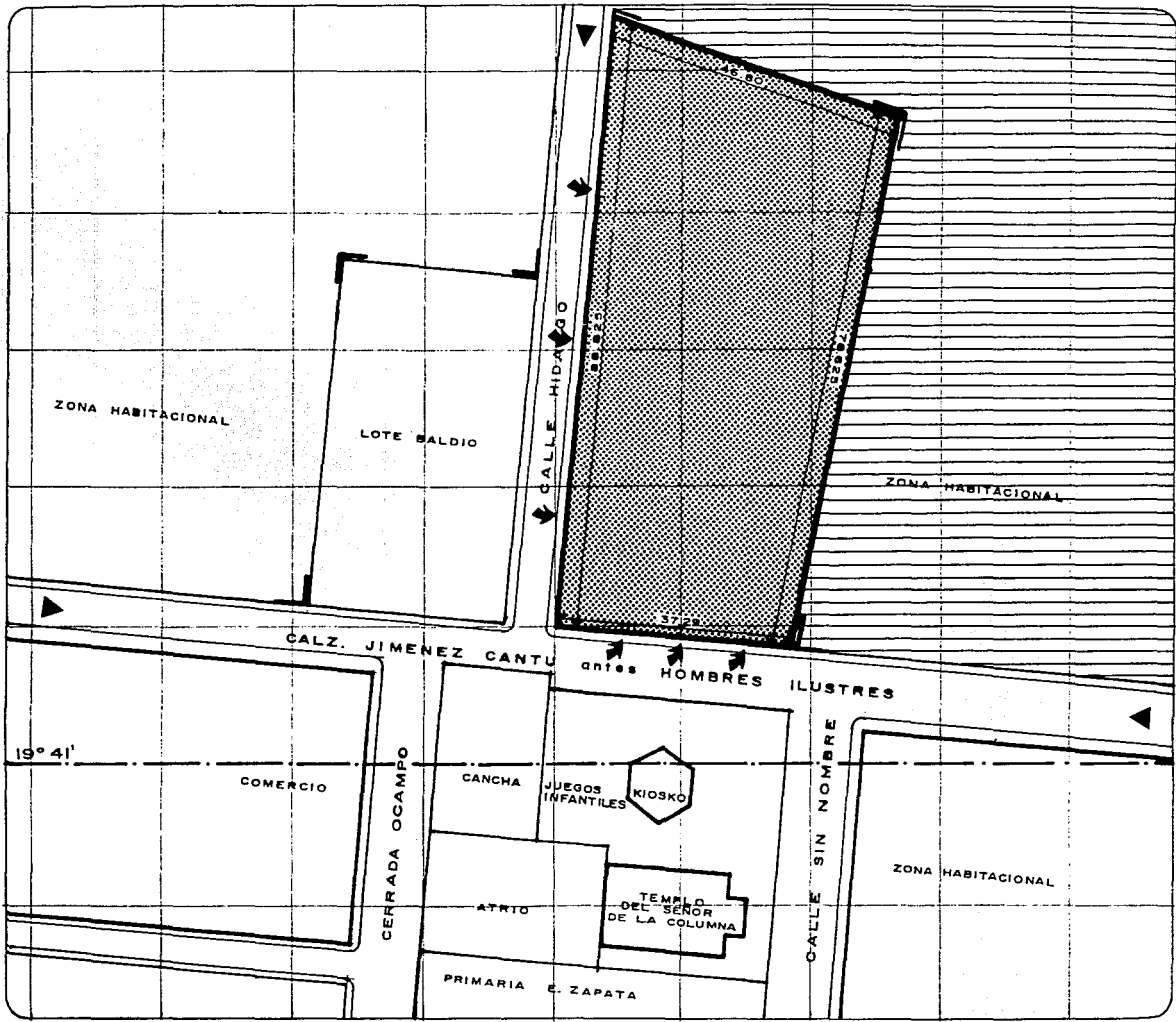 46.80
CALLE HIDALGO
ZONA HABITACIONAL
LOTE BALDIO
ZONA HABITACIONAL
37.29
CALZ. JIMENEZ CANTU antes HOMBRES ILUSTRES
19° 41'
COMERCIO
CERRADA OCAMPO
CANCHA
JUEGOS
INFANTILES
KIOSKO
CALLE SIN NOMBRE
ZONA HABITACIONAL
ATRIO
TEMPLO
DEL SEÑOR
DE LA COLUMNA
PRIMARIA E. ZAPATA